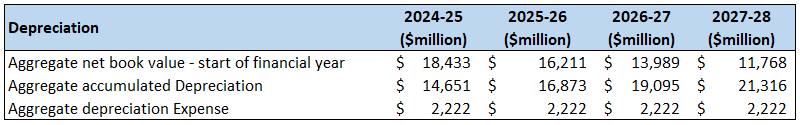 Depreciation 2024-25 ($million) 2025-26 ($million) 2026-27 ($million) 2027-28 ($million)
Aggregate net book value - start of financial year $ 18,433 $ 16,211 $ 13,989 $ 11,768
Aggregate accumulated Depreciation $ 14,651 $ 16,873 $ 19,095 $ 21,316
Aggregate depreciation Expense $ 2,222 $ 2,222 $ 2,222 $ 2,222